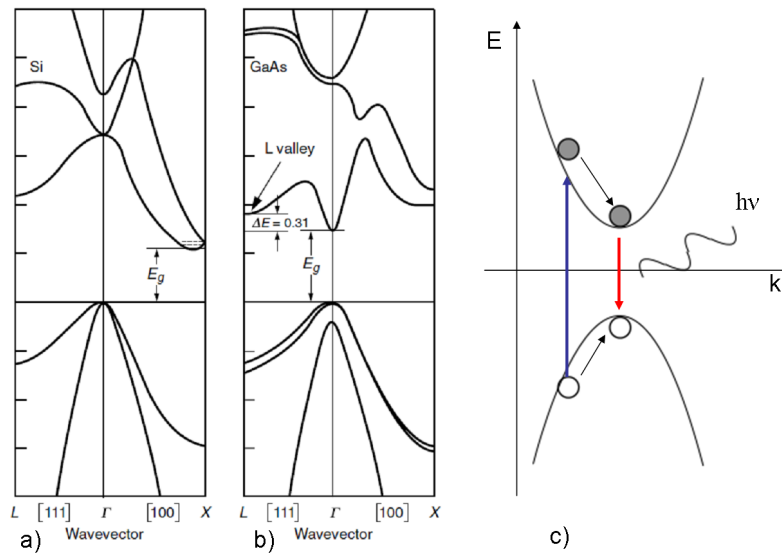 Si
E_g
L [111] Γ [100] X
Wavevector
a)
GaAs
L valley
ΔE = 0.31
E_g
L [111] Γ [100] X
Wavevector
b)
E
hν
k
c)